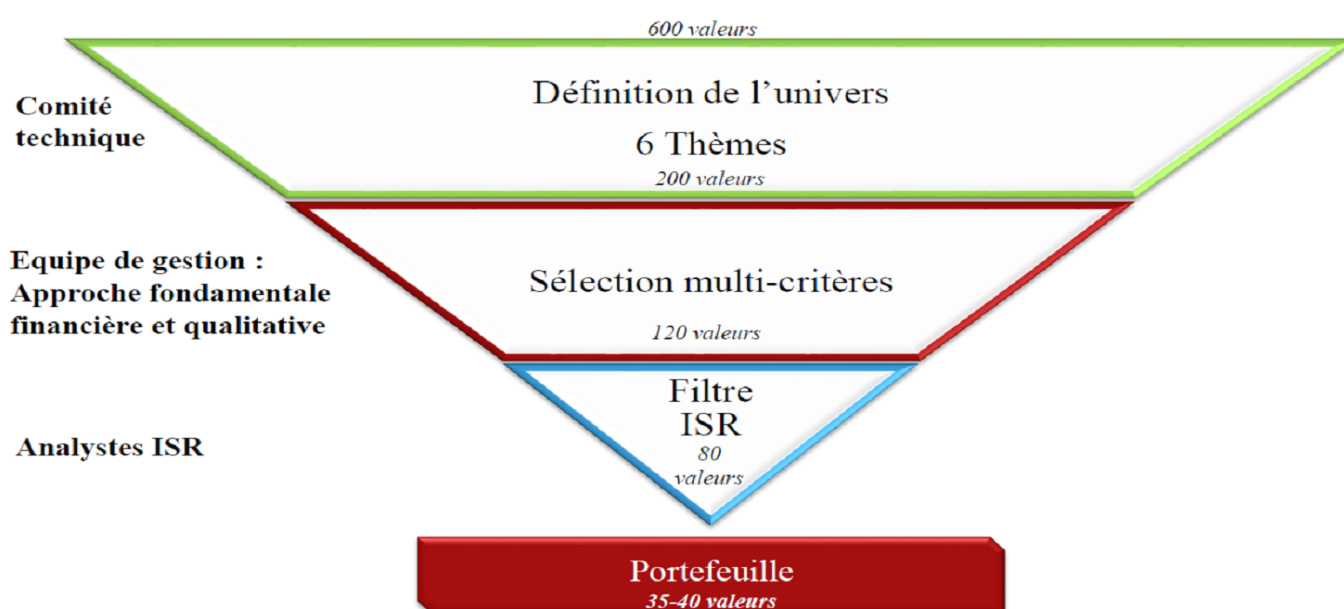 600 valeurs
Définition de l’univers
6 Thèmes
200 valeurs
Comité
technique
Sélection multi-critères
120 valeurs
Equipe de gestion :
Approche fondamentale
financière et qualitative
Filtre
ISR
80
valeurs
Analystes ISR
Portefeuille
35-40 valeurs